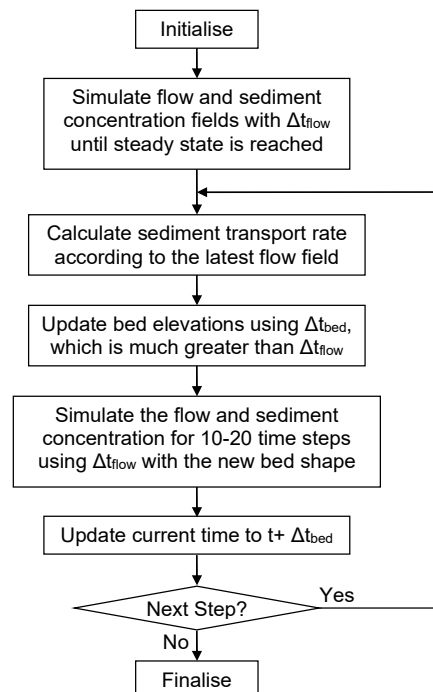 Initialise
Simulate flow and sediment
concentration fields with Δtflow
until steady state is reached
Calculate sediment transport rate
according to the latest flow field
Update bed elevations using Δtbed,
which is much greater than Δtflow
Simulate the flow and sediment
concentration for 10-20 time steps
using Δtflow with the new bed shape
Update current time to t+ Δtbed
Next Step?
Yes
No
Finalise